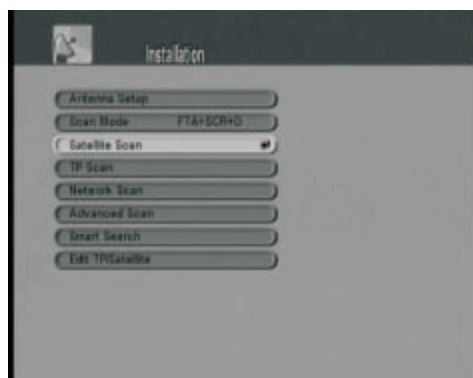 Installation
Antenna Setup
Scan Mode FTA+SCR+O
Satellite Scan
TP Scan
Network Scan
Advanced Scan
Smart Search
Edit TP/Satellite